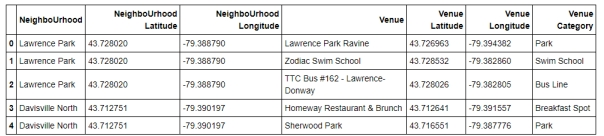 NeighboUrhood NeighboUrhood Latitude NeighboUrhood Longitude Venue Venue Latitude Venue Longitude Venue Category
0 Lawrence Park 43.728020 -79.388790 Lawrence Park Ravine 43.726963 -79.394382 Park
1 Lawrence Park 43.728020 -79.388790 Zodiac Swim School 43.728532 -79.382860 Swim School
2 Lawrence Park 43.728020 -79.388790 TTC Bus #162 - Lawrence-Donway 43.728026 -79.382805 Bus Line
3 Davisville North 43.712751 -79.390197 Homeway Restaurant & Brunch 43.712641 -79.391557 Breakfast Spot
4 Davisville North 43.712751 -79.390197 Sherwood Park 43.716551 -79.387776 Park